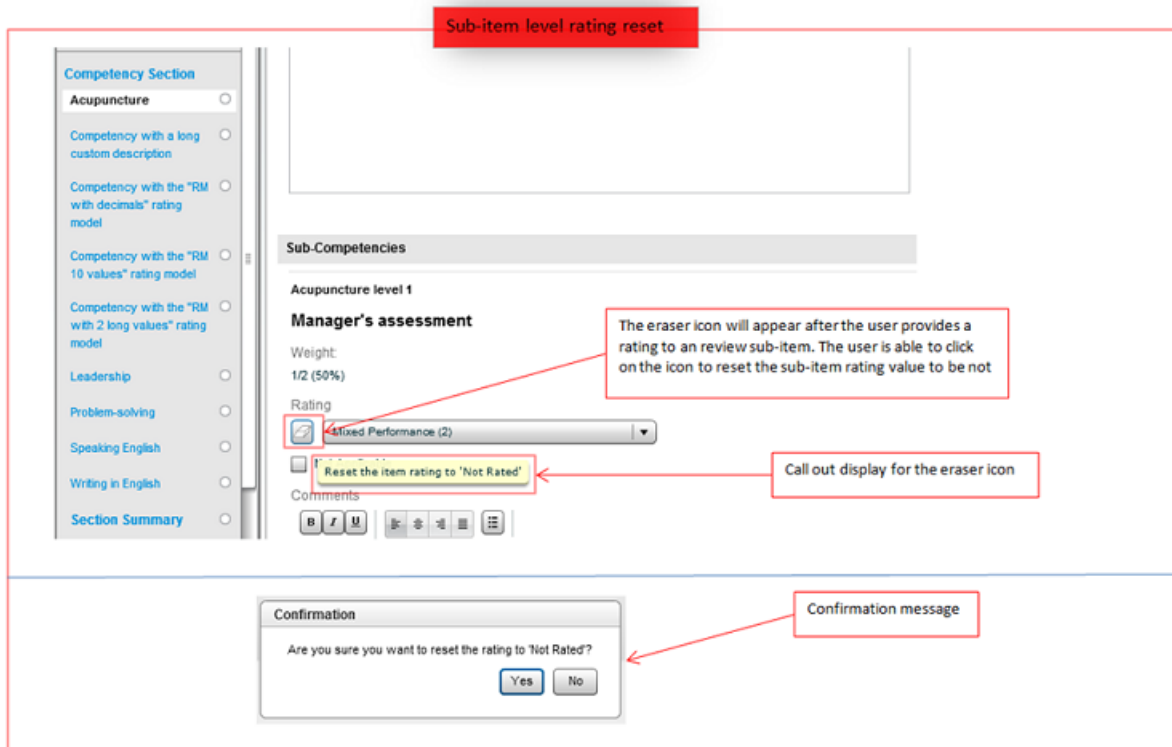 Sub-item level rating reset
Competency Section
Acupuncture
Competency with a long
custom description
Competency with the "RM
with decimals" rating
model
Competency with the "RM
10 values" rating model
Competency with the "RM
with 2 long values" rating
model
Leadership
Problem-solving
Speaking English
Writing in English
Section Summary
Sub-Competencies
Acupuncture level 1
Manager's assessment
Weight:
1/2 (50%)
Rating
Mixed Performance (2)
Reset the item rating to 'Not Rated'
Comments
B I U
The eraser icon will appear after the user provides a
rating to an review sub-item. The user is able to click
on the icon to reset the sub-item rating value to be not
Call out display for the eraser icon
Confirmation
Are you sure you want to reset the rating to 'Not Rated'?
Yes No
Confirmation message